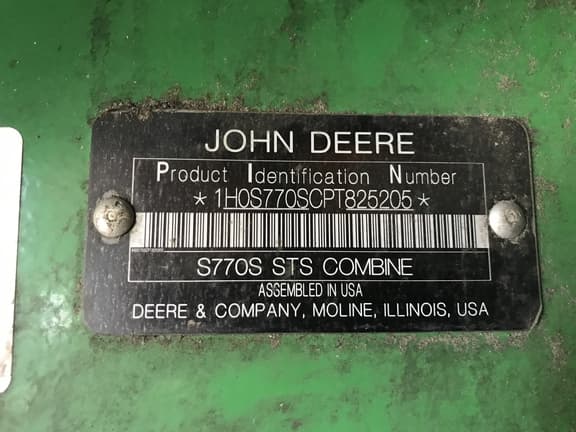 JOHN DEERE
Product Identification Number
*1H0S770SCPT825205*
S770S STS COMBINE
ASSEMBLED IN USA
DEERE & COMPANY, MOLINE, ILLINOIS, USA